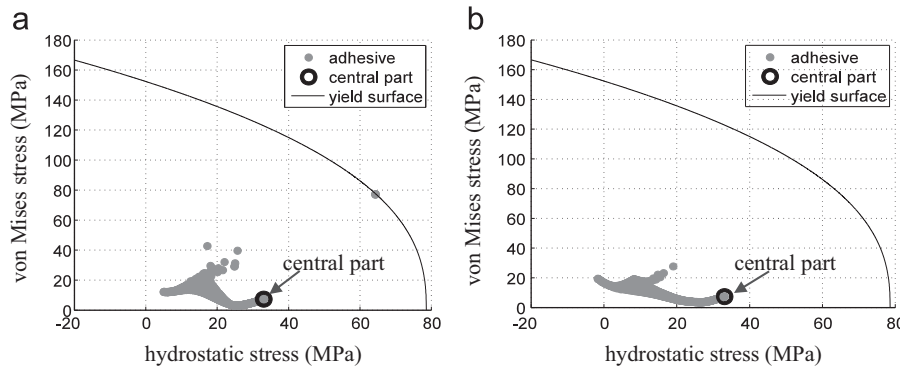 a
180
160
140
120
100
80
60
40
20
0
-20 0 20 40 60 80
von Mises stress (MPa)
hydrostatic stress (MPa)
adhesive
central part
yield surface
central part
b
180
160
140
120
100
80
60
40
20
0
-20 0 20 40 60 80
von Mises stress (MPa)
hydrostatic stress (MPa)
adhesive
central part
yield surface
central part